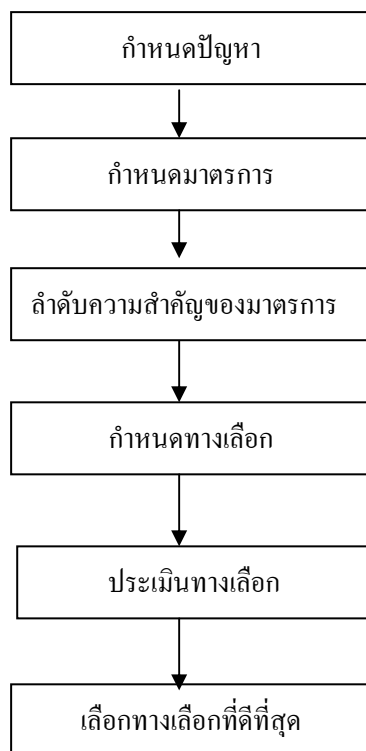 กำหนดปัญหา
กำหนดมาตรการ
ลำดับความสำคัญของมาตรการ
กำหนดทางเลือก
ประเมินทางเลือก
เลือกทางเลือกที่ดีที่สุด